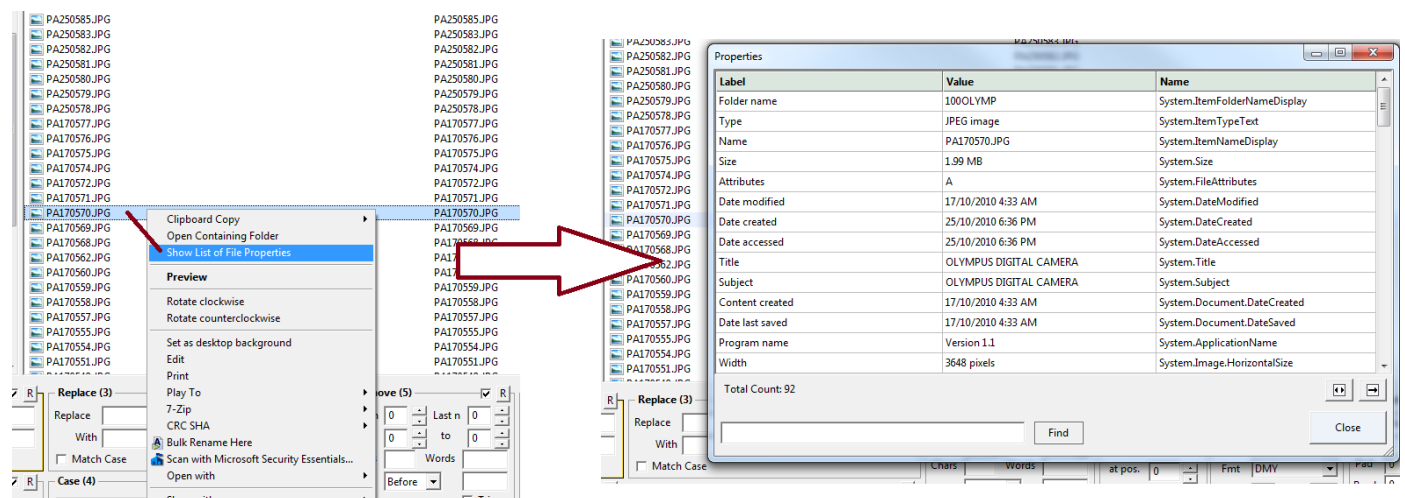 PA250585.JPG PA250585.JPG
PA250583.JPG PA250583.JPG
PA250582.JPG PA250582.JPG
PA250581.JPG PA250581.JPG
PA250580.JPG PA250580.JPG
PA250579.JPG PA250579.JPG
PA250578.JPG PA250578.JPG
PA170577.JPG PA170577.JPG
PA170576.JPG PA170576.JPG
PA170575.JPG PA170575.JPG
PA170574.JPG PA170574.JPG
PA170572.JPG PA170572.JPG
PA170571.JPG PA170571.JPG
PA170570.JPG PA170570.JPG
PA170569.JPG PA170569.JPG
PA170568.JPG PA170568.JPG
PA170562.JPG
PA170560.JPG
PA170559.JPG PA170559.JPG
PA170558.JPG PA170558.JPG
PA170557.JPG PA170557.JPG
PA170555.JPG PA170555.JPG
PA170554.JPG PA170554.JPG
PA170551.JPG PA170551.JPG
Clipboard Copy
Open Containing Folder
Show List of File Properties
Preview
Rotate clockwise
Rotate counterclockwise
Set as desktop background
Edit
Print
Play To
7-Zip
CRC SHA
Bulk Rename Here
Scan with Microsoft Security Essentials...
Open with
R Replace (3)
Replace
With
Match Case
R Case (4)
ove (5) R
0 Last n 0
0 to 0
Words
Before
PA250583.JPG PA250583.JPG
PA250582.JPG
PA250581.JPG
PA250580.JPG
PA250579.JPG
PA250578.JPG
PA170577.JPG
PA170576.JPG
PA170575.JPG
PA170574.JPG
PA170572.JPG
PA170571.JPG
PA170570.JPG
PA170569.JPG
PA170568.JPG
PA170560.JPG
PA170559.JPG
PA170558.JPG
PA170557.JPG
PA170555.JPG
PA170554.JPG
PA170551.JPG
R Replace (3)
Replace
With
Match Case
Properties
Label Value Name
Folder name 100OLYMP System.ItemFolderNameDisplay
Type JPEG image System.ItemTypeText
Name PA170570.JPG System.ItemNameDisplay
Size 1.99 MB System.Size
Attributes A System.FileAttributes
Date modified 17/10/2010 4:33 AM System.DateModified
Date created 25/10/2010 6:36 PM System.DateCreated
Date accessed 25/10/2010 6:36 PM System.DateAccessed
Title OLYMPUS DIGITAL CAMERA System.Title
Subject OLYMPUS DIGITAL CAMERA System.Subject
Content created 17/10/2010 4:33 AM System.Document.DateCreated
Date last saved 17/10/2010 4:33 AM System.Document.DateSaved
Program name Version 1.1 System.ApplicationName
Width 3648 pixels System.Image.HorizontalSize
Total Count: 92
Find
Close
Chars Words at pos. 0 Fmt DMY Pad